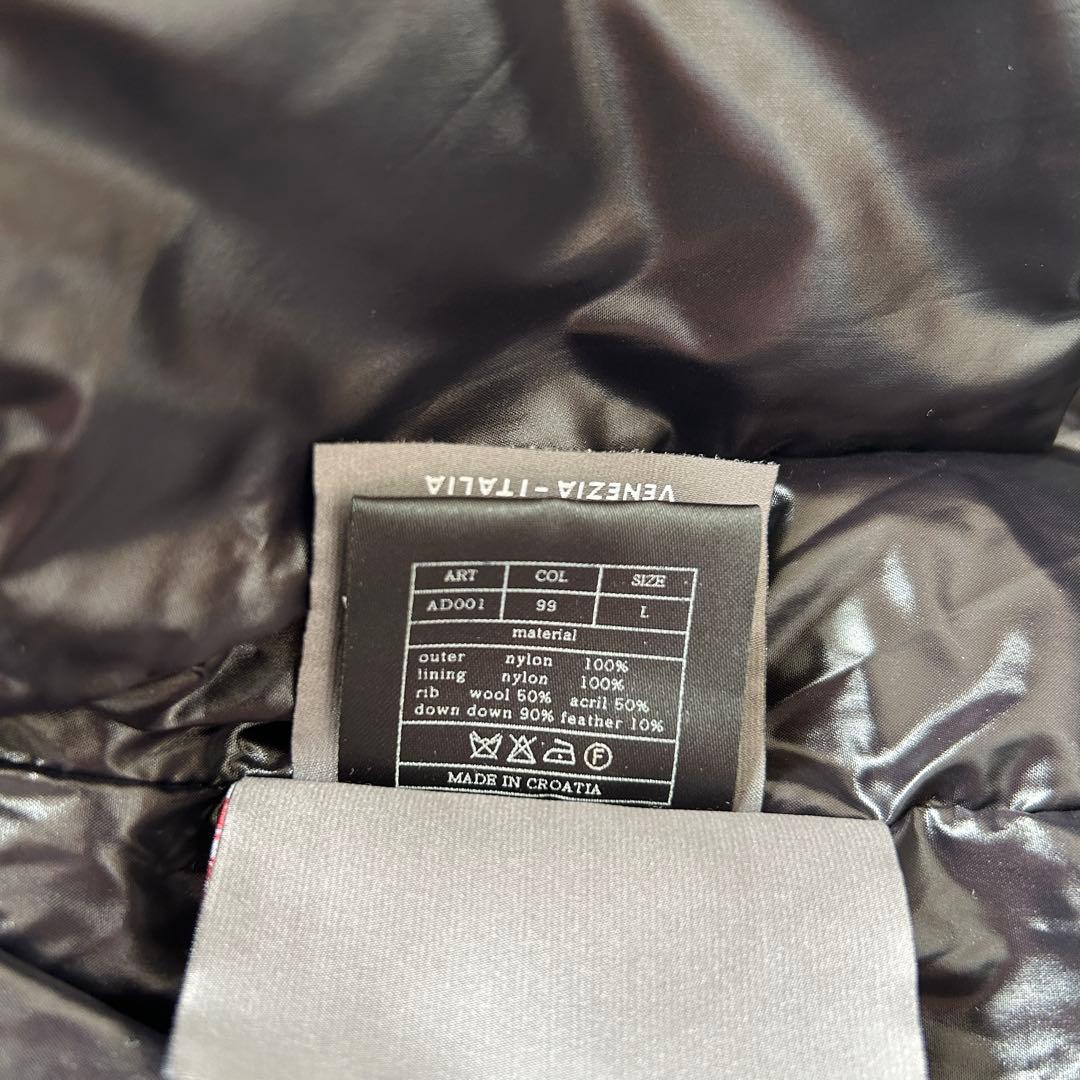 VENEZIA-ITALIA
ART COL SIZE
AD001 99 L
material
outer nylon 100%
lining nylon 100%
rib wool 50% acril 50%
down down 90% feather 10%
F
MADE IN CROATIA